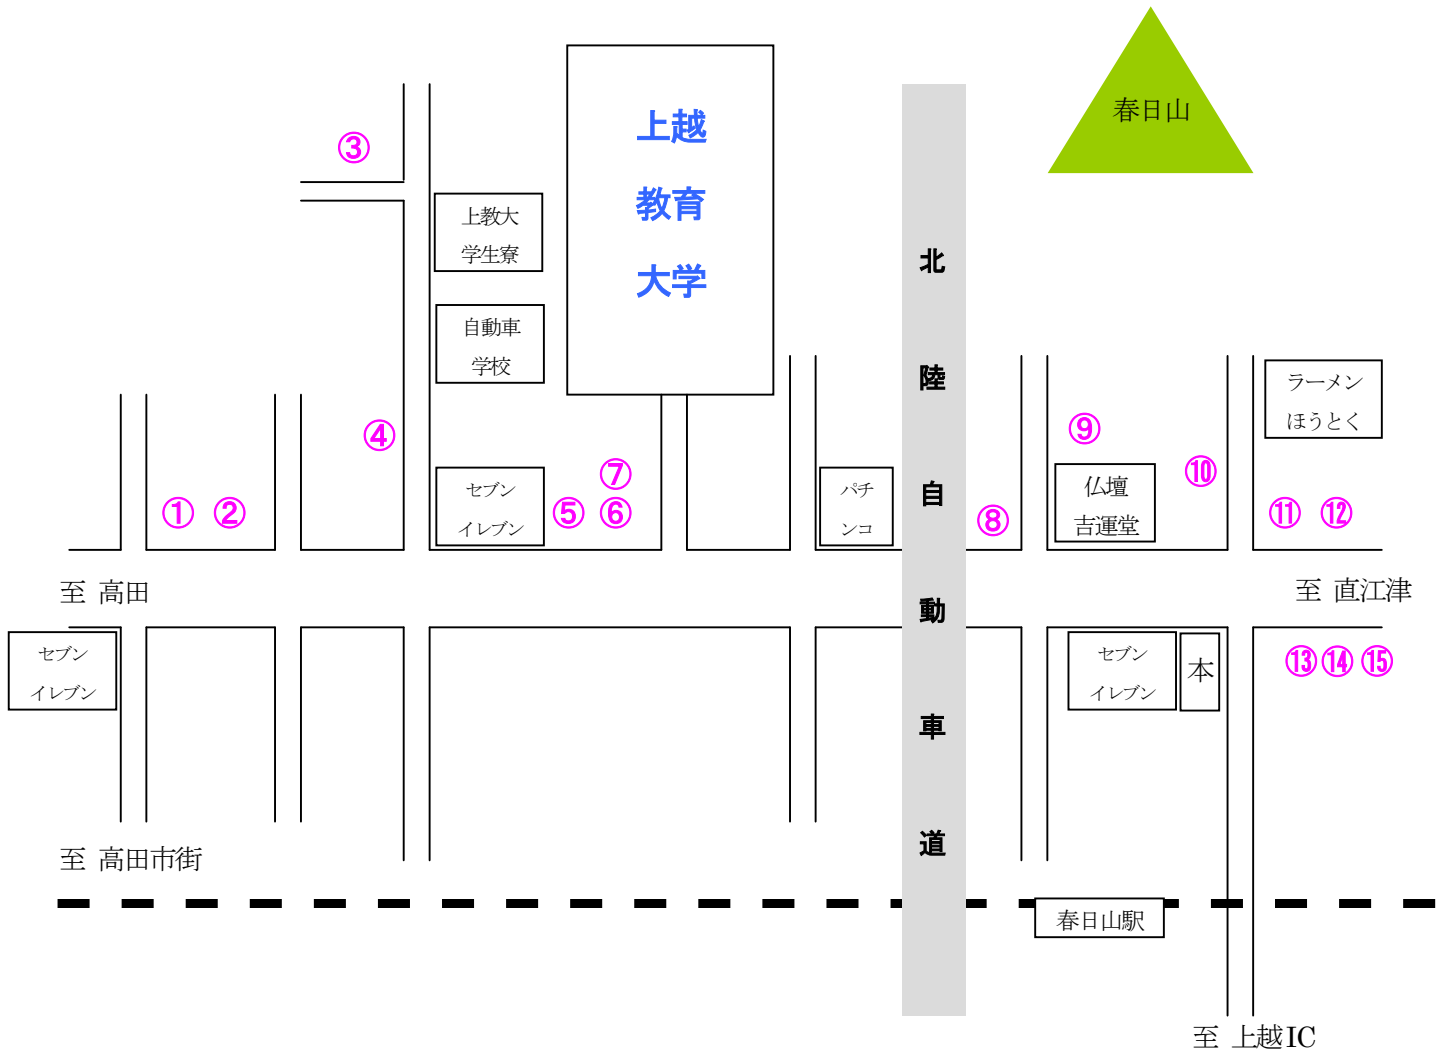 春日山
上越
教育
大学
③
上教大
学生寮
北陸自動車道
自動車
学校
ラーメン
ほうとく
④
⑨
セブン
イレブン
⑦
⑤ ⑥
パチ
ンコ
仏壇
吉運堂
⑩
① ②
⑧
⑪ ⑫
至 高田
至 直江津
セブン
イレブン
セブン
イレブン
本
⑬⑭⑮
至 高田市街
春日山駅
至 上越IC